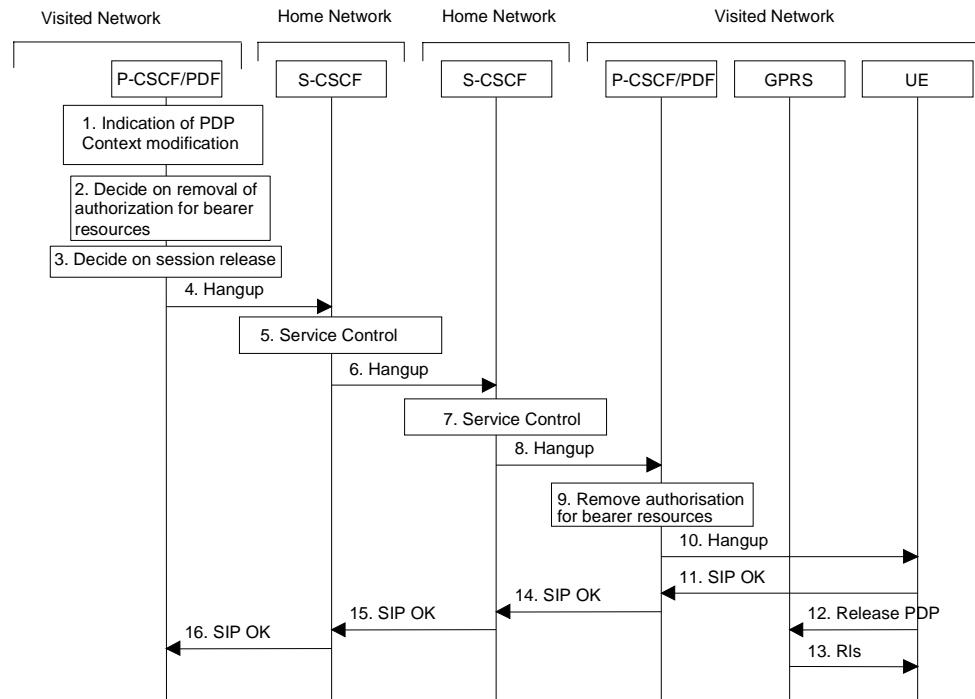 Visited Network
Home Network
Home Network
Visited Network
P-CSCF/PDF
S-CSCF
S-CSCF
P-CSCF/PDF
GPRS
UE
1. Indication of PDP
Context modification
2. Decide on removal of
authorization for bearer
resources
3. Decide on session release
4. Hangup
5. Service Control
6. Hangup
7. Service Control
8. Hangup
9. Remove authorisation
for bearer resources
10. Hangup
11. SIP OK
14. SIP OK
12. Release PDP
15. SIP OK
16. SIP OK
13. Rls